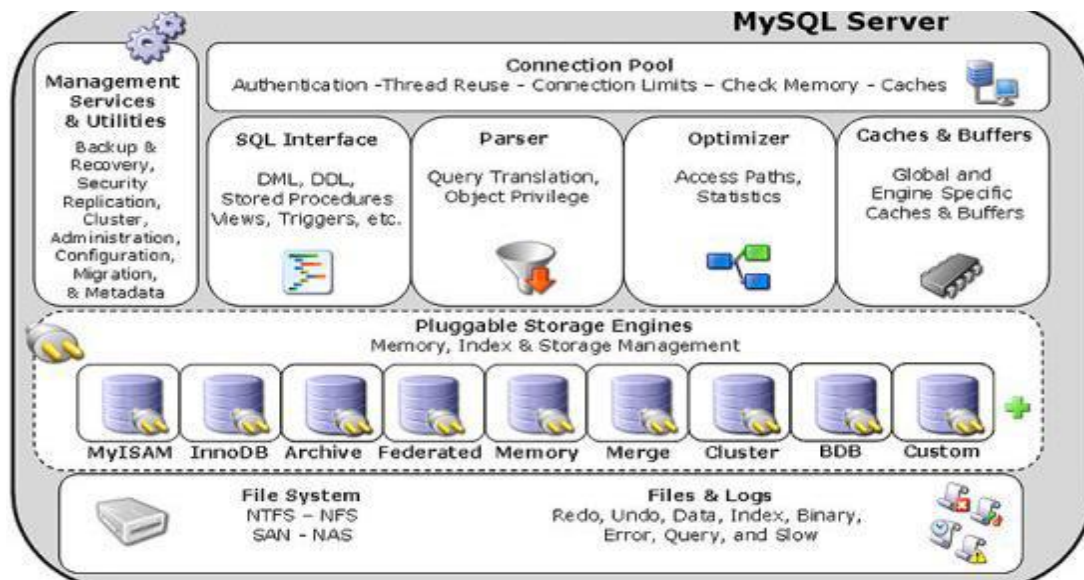 MySQL Server
Management
Services
& Utilities
Backup &
Recovery,
Security
Replication,
Cluster,
Administration,
Configuration,
Migration,
& Metadata
Connection Pool
Authentication -Thread Reuse - Connection Limits – Check Memory - Caches
SQL Interface
DML, DDL,
Stored Procedures
Views, Triggers, etc.
Parser
Query Translation,
Object Privilege
Optimizer
Access Paths,
Statistics
Caches & Buffers
Global and
Engine Specific
Caches & Buffers
Pluggable Storage Engines
Memory, Index & Storage Management
MyISAM
InnoDB
Archive
Federated
Memory
Merge
Cluster
BDB
Custom
File System
NTFS – NFS
SAN - NAS
Files & Logs
Redo, Undo, Data, Index, Binary,
Error, Query, and Slow